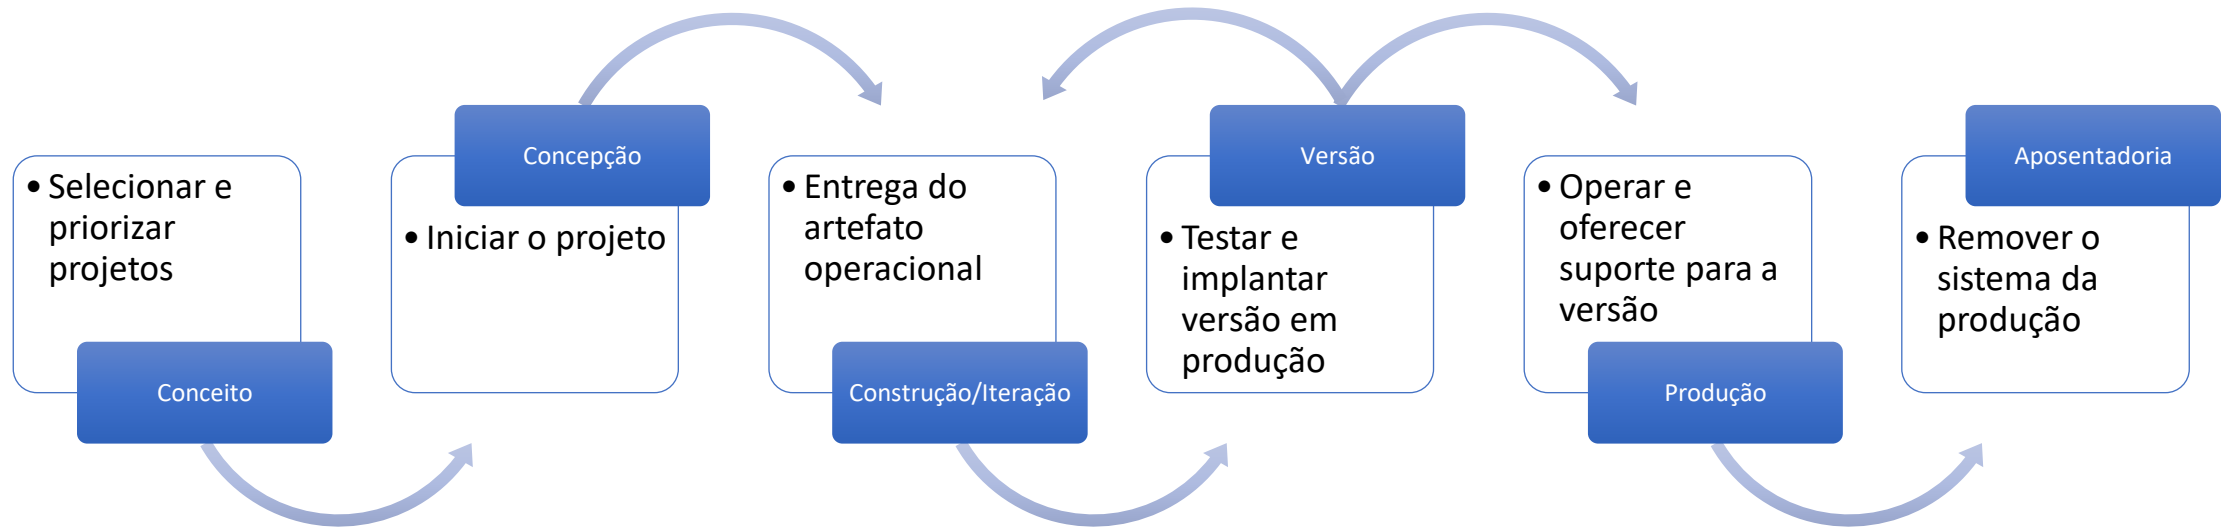 • Selecionar e
priorizar
projetos
Conceito
Concepção
• Iniciar o projeto
• Entrega do
artefato
operacional
Construção/Iteração
Versão
• Testar e
implantar
versão em
produção
• Operar e
oferecer
suporte para a
versão
Produção
Aposentadoria
• Remover o
sistema da
produção